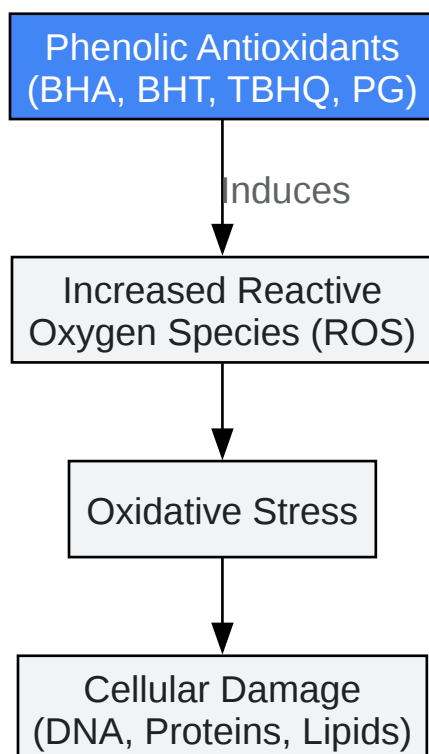 Phenolic Antioxidants
(BHA, BHT, TBHQ, PG)
Induces
Increased Reactive
Oxygen Species (ROS)
Oxidative Stress
Cellular Damage
(DNA, Proteins, Lipids)